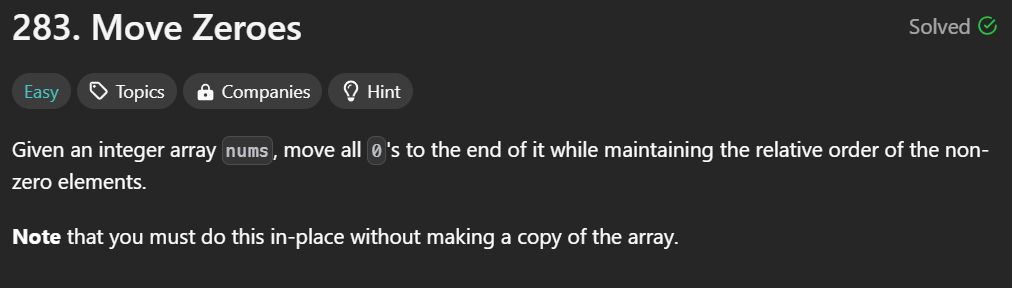 283. Move Zeroes
Solved
Easy
Topics
Companies
Hint
Given an integer array nums, move all 0's to the end of it while maintaining the relative order of the non-
zero elements.
Note that you must do this in-place without making a copy of the array.